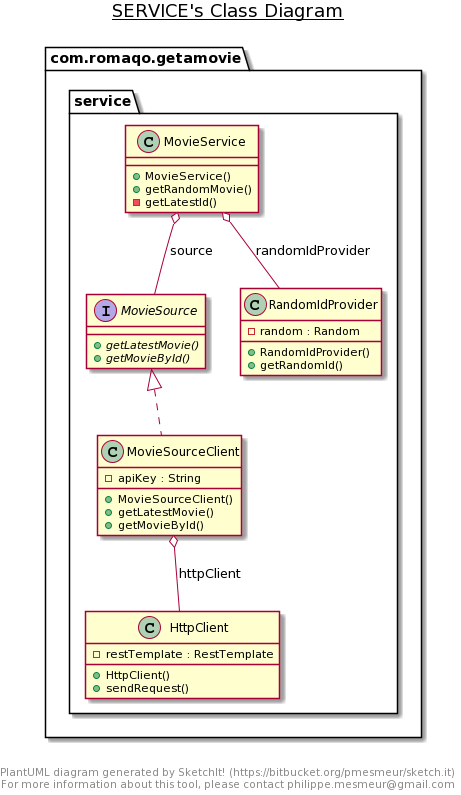 SERVICE's Class Diagram
com.romaqo.getamovie
service
C MovieService
MovieService()
getRandomMovie()
getLatestId()
source
randomIdProvider
I MovieSource
getLatestMovie()
getMovieById()
C RandomIdProvider
random : Random
RandomIdProvider()
getRandomId()
C MovieSourceClient
apiKey : String
MovieSourceClient()
getLatestMovie()
getMovieById()
httpClient
C HttpClient
restTemplate : RestTemplate
HttpClient()
sendRequest()
PlantUML diagram generated by SketchIt! (https://bitbucket.org/pmesmeur/sketch.it)
For more information about this tool, please contact philippe.mesmeur@gmail.com